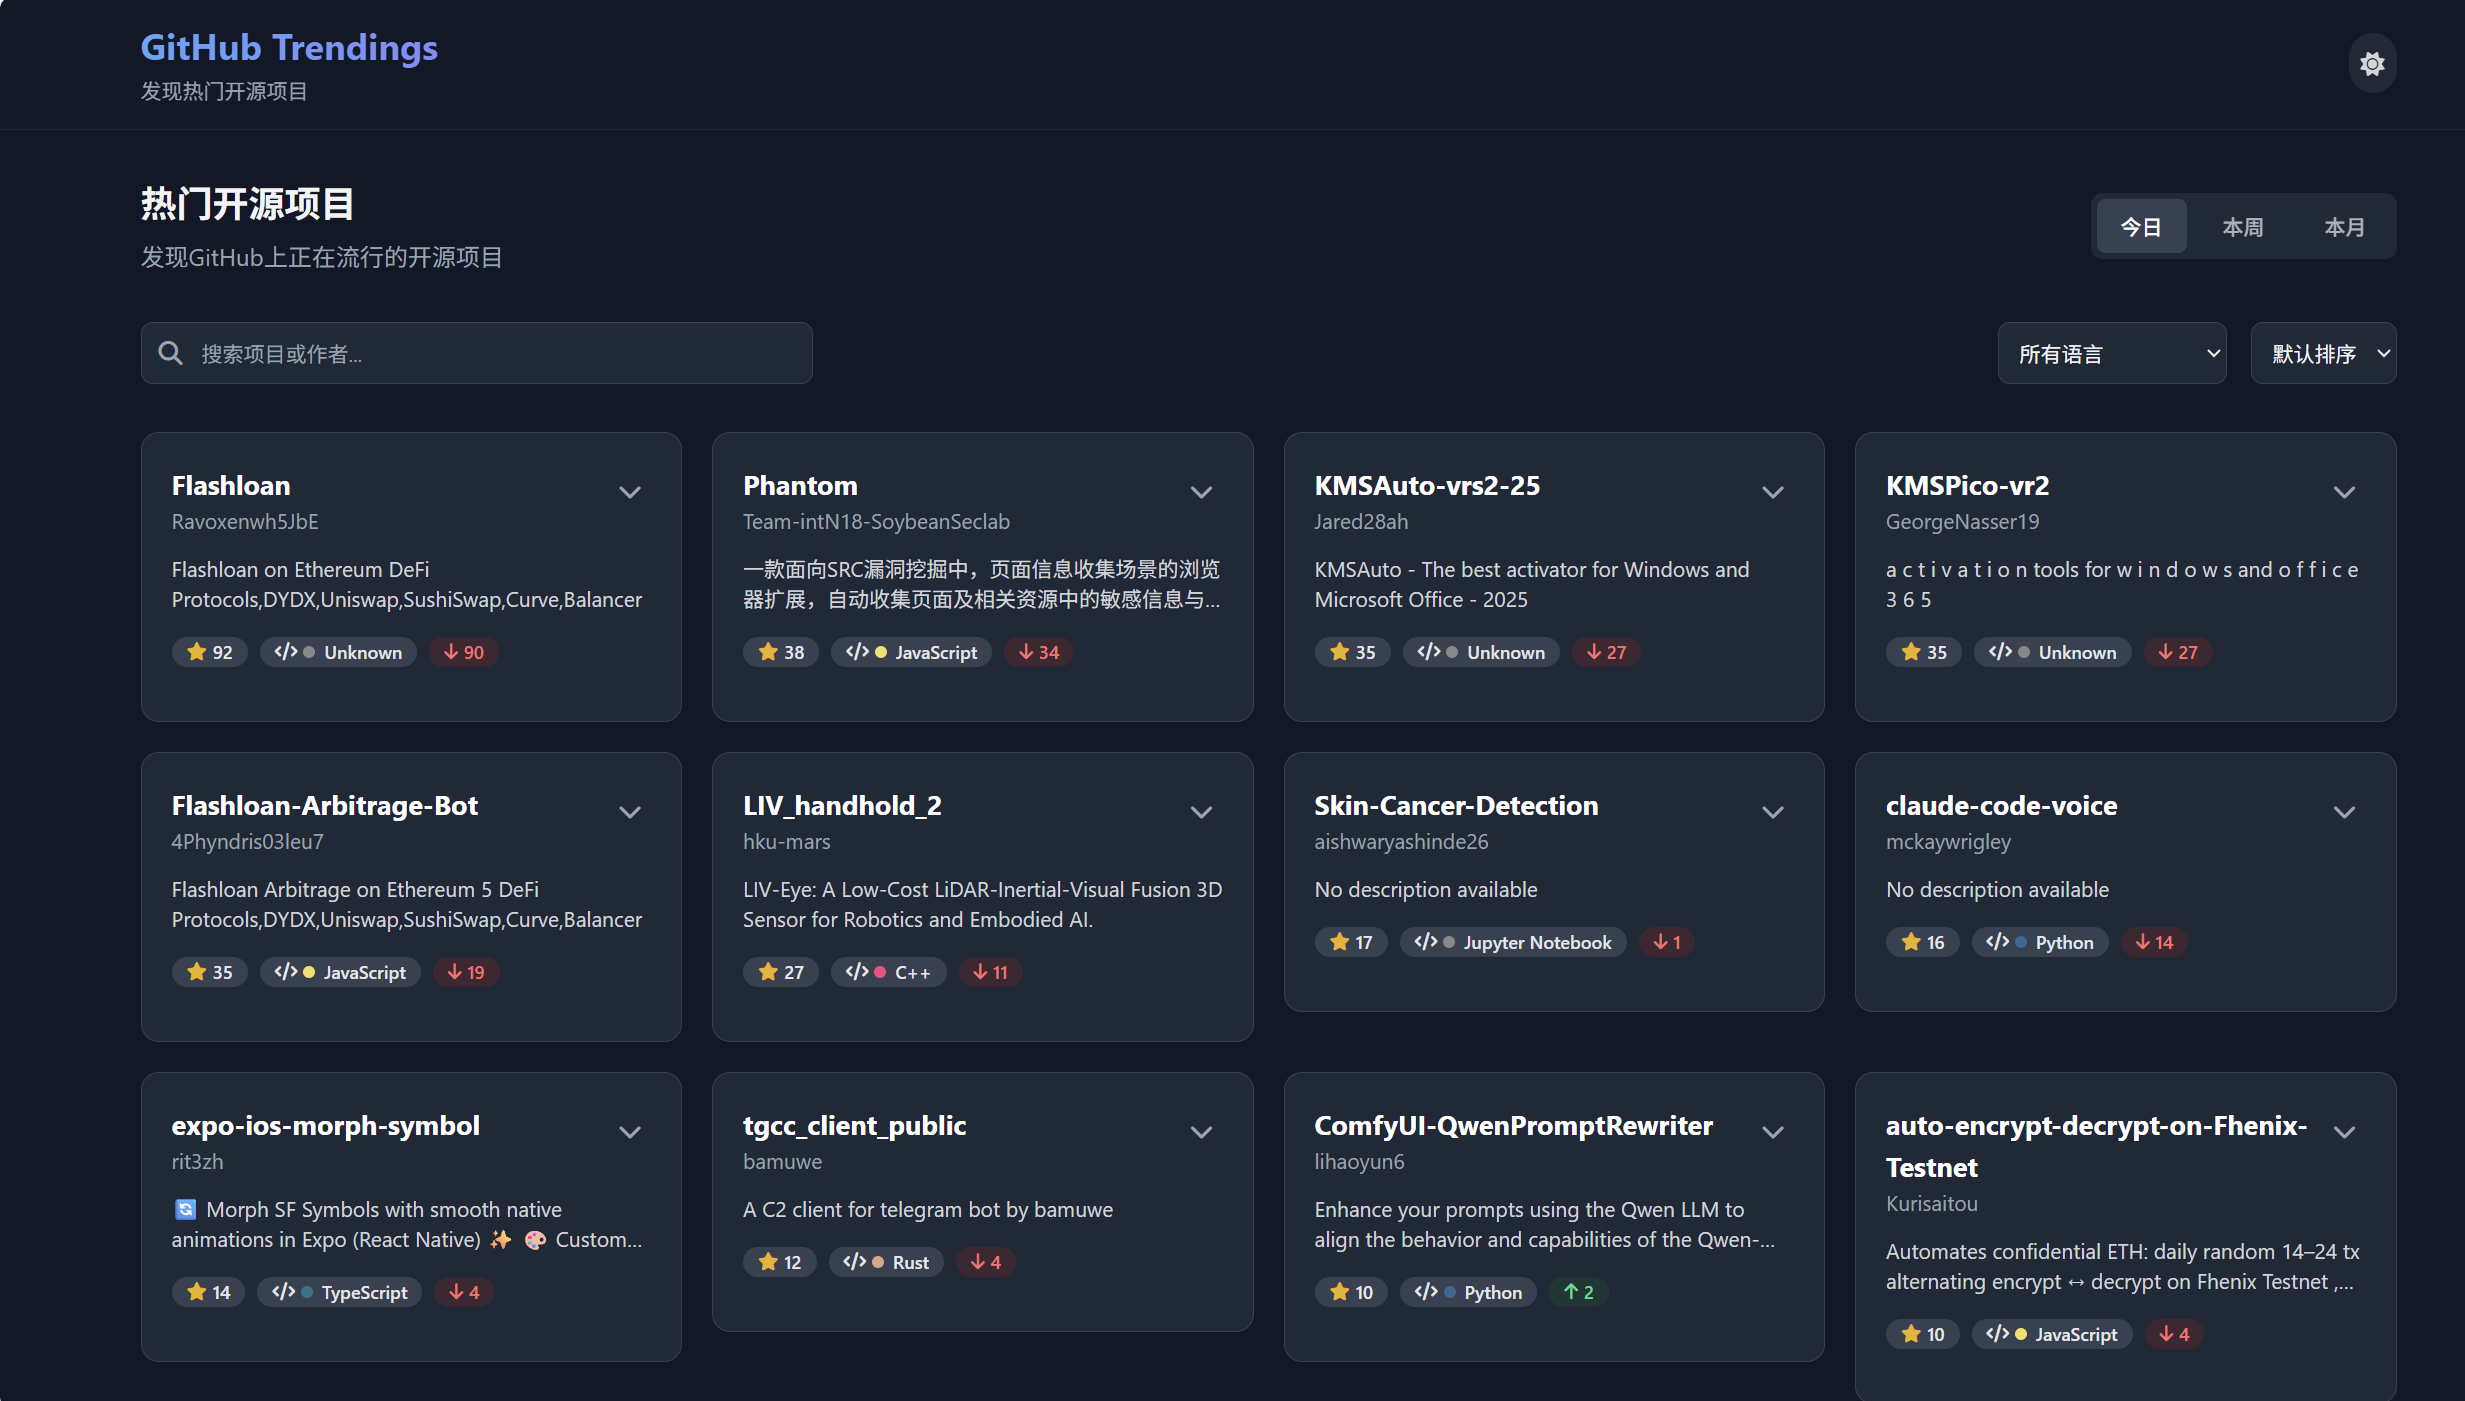 GitHub Trendings
发现热门开源项目
热门开源项目
发现GitHub上正在流行的开源项目
今日
本周
本月
搜索项目或作者...
所有语言
默认排序
Flashloan
Ravoxenwh5JbE
Flashloan on Ethereum DeFi
Protocols,DYDX,Uniswap,SushiSwap,Curve,Balancer
92 </> Unknown ↓ 90
Phantom
Team-intN18-SoybeanSeclab
一款面向SRC漏洞挖掘中，页面信息收集场景的浏览
器扩展，自动收集页面及相关资源中的敏感信息与...
38 </> JavaScript ↓ 34
KMSAuto-vrs2-25
Jared28ah
KMSAuto - The best activator for Windows and
Microsoft Office - 2025
35 </> Unknown ↓ 27
KMSPico-vr2
GeorgeNasser19
a c t i v a t i o n tools for w i n d o w s and o f f i c e
3 6 5
35 </> Unknown ↓ 27
Flashloan-Arbitrage-Bot
4Phyndris03leu7
Flashloan Arbitrage on Ethereum 5 DeFi
Protocols,DYDX,Uniswap,SushiSwap,Curve,Balancer
35 </> JavaScript ↓ 19
LIV_handhold_2
hku-mars
LIV-Eye: A Low-Cost LiDAR-Inertial-Visual Fusion 3D
Sensor for Robotics and Embodied AI.
27 </> C++ ↓ 11
Skin-Cancer-Detection
aishwaryashinde26
No description available
17 </> Jupyter Notebook ↓ 1
claude-code-voice
mckaywrigley
No description available
16 </> Python ↓ 14
expo-ios-morph-symbol
rit3zh
🔄 Morph SF Symbols with smooth native
animations in Expo (React Native) ✨ 🎨 Custom...
14 </> TypeScript ↓ 4
tgcc_client_public
bamuwe
A C2 client for telegram bot by bamuwe
12 </> Rust ↓ 4
ComfyUI-QwenPromptRewriter
lihaoyun6
Enhance your prompts using the Qwen LLM to
align the behavior and capabilities of the Qwen-...
10 </> Python ↑ 2
auto-encrypt-decrypt-on-Fhenix-
Testnet
Kurisaitou
Automates confidential ETH: daily random 14–24 tx
alternating encrypt ↔ decrypt on Fhenix Testnet ,...
10 </> JavaScript ↓ 4